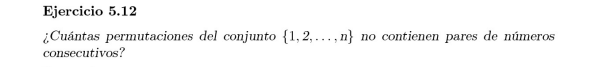 Ejercicio 5.12
¿Cuántas permutaciones del conjunto {1, 2, . . . , n} no contienen pares de números
consecutivos?